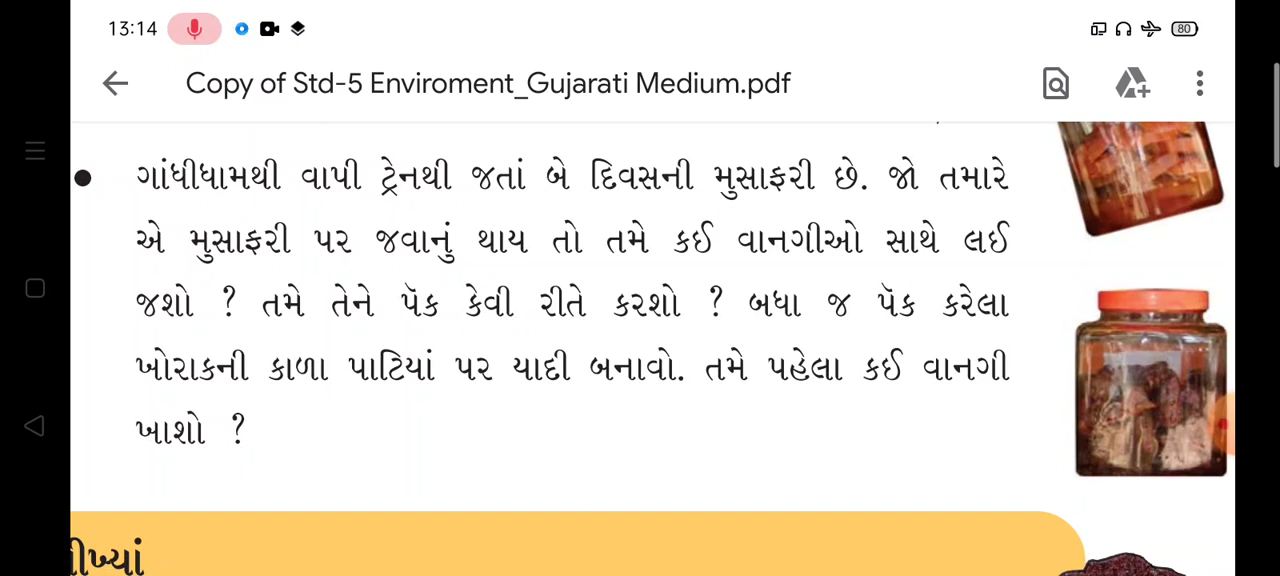 13:14
80
Copy of Std-5 Enviroment_Gujarati Medium.pdf
• ગાંધીધામથી વાપી ટ્રેનથી જતાં બે દિવસની મુસાફરી છે. જો તમારે
એ મુસાફરી પર જવાનું થાય તો તમે કઈ વાનગીઓ સાથે લઈ
જશો ? તમે તેને પૅક કેવી રીતે કરશો ? બધા જ પૅક કરેલા
ખોરાકની કાળા પાટિયાં પર યાદી બનાવો. તમે પહેલા કઈ વાનગી
ખાશો ?